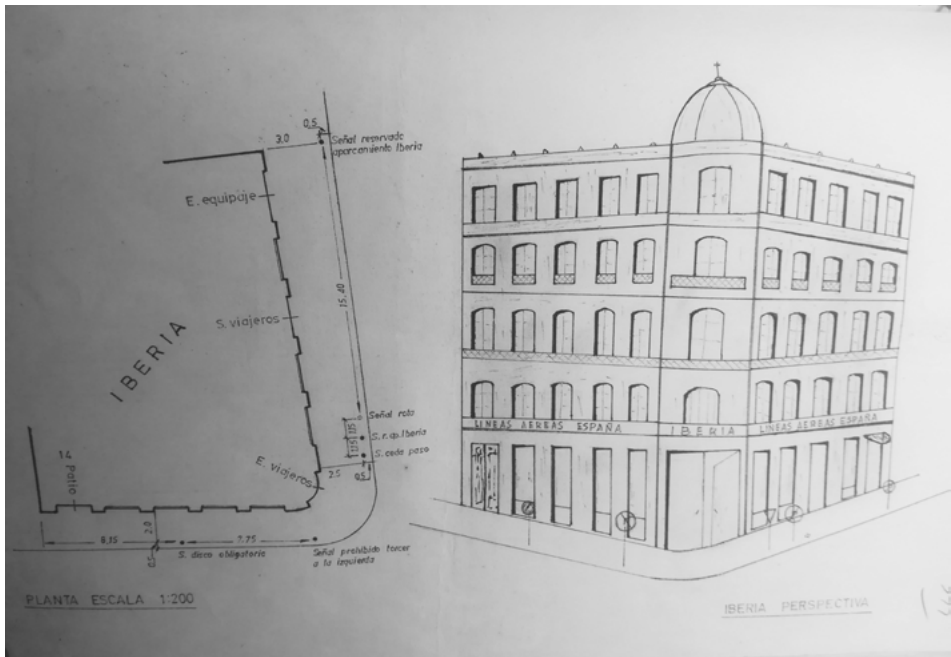 0.5
3.0
Señal reservado
aparcamiento Iberia
E. equipaje
15,40
S. viajeros
IBERIA
Señal rota
1.25
S. r. ap. Iberia
1.25
S. ceda paso
E. viajeros
2.5
0.5
14
Patio
2.0
8,15
7.75
0.5
S. disco obligatorio
Señal prohibido torcer
a la izquierda
PLANTA ESCALA 1:200
LINEAS AEREAS ESPAÑA
IBERIA
LINEAS AEREAS ESPAÑA
IBERIA PERSPECTIVA